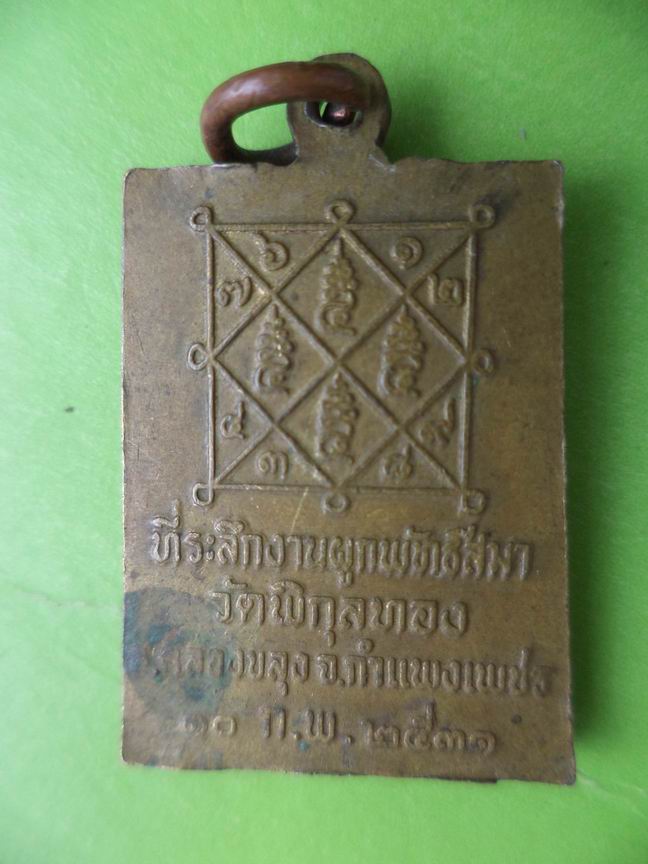 ๖ ๑
๗ ๒
๔
๓ ๘
ที่ระลึกงานผูกพัทธสีมา
วัดพิกุลทอง
อ.คลองขลุง จ.กำแพงเพชร
๑๐ ก.พ. ๒๕๓๑